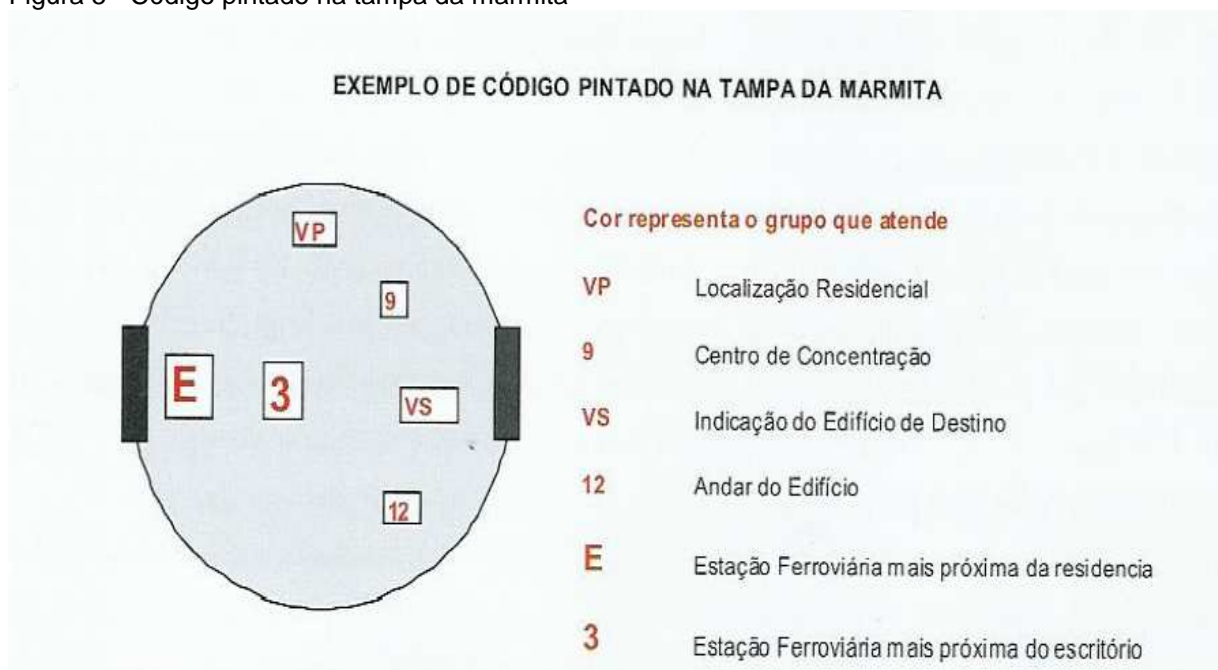 Figura 8 - Código pintado na tampa da marmita
EXEMPLO DE CÓDIGO PINTADO NA TAMPA DA MARMITA
VP
9
E
3
VS
12
Cor representa o grupo que atende
VP Localização Residencial
9 Centro de Concentração
VS Indicação do Edifício de Destino
12 Andar do Edifício
E Estação Ferroviária mais próxima da residencia
3 Estação Ferroviária mais próxima do escritório